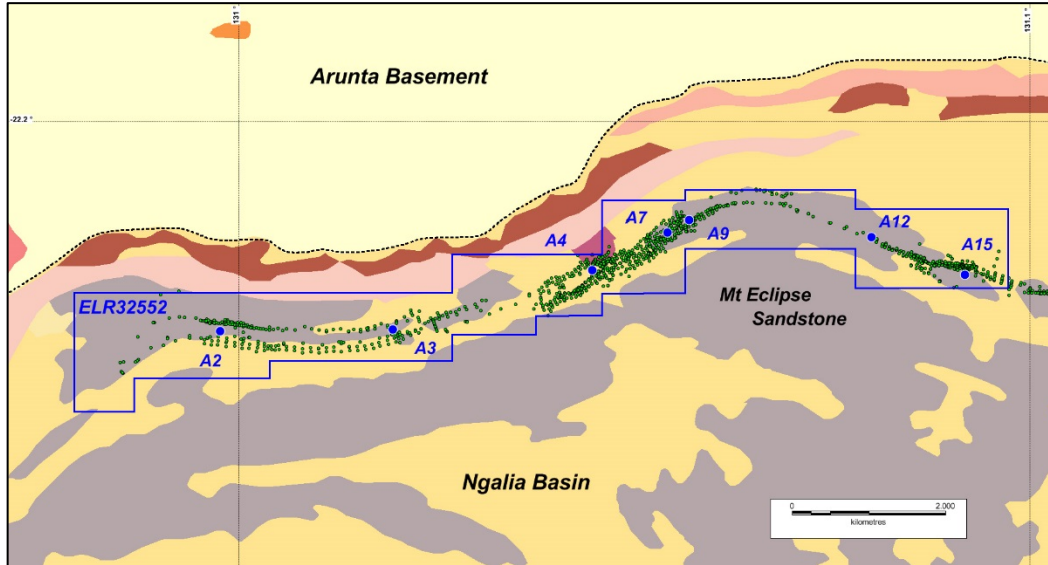 131 °
131.1 °
Arunta Basement
-22.2 °
A7
A12
A4
A9
A15
ELR32552
Mt Eclipse
Sandstone
A2
A3
Ngalia Basin
0
2.000
kilometres